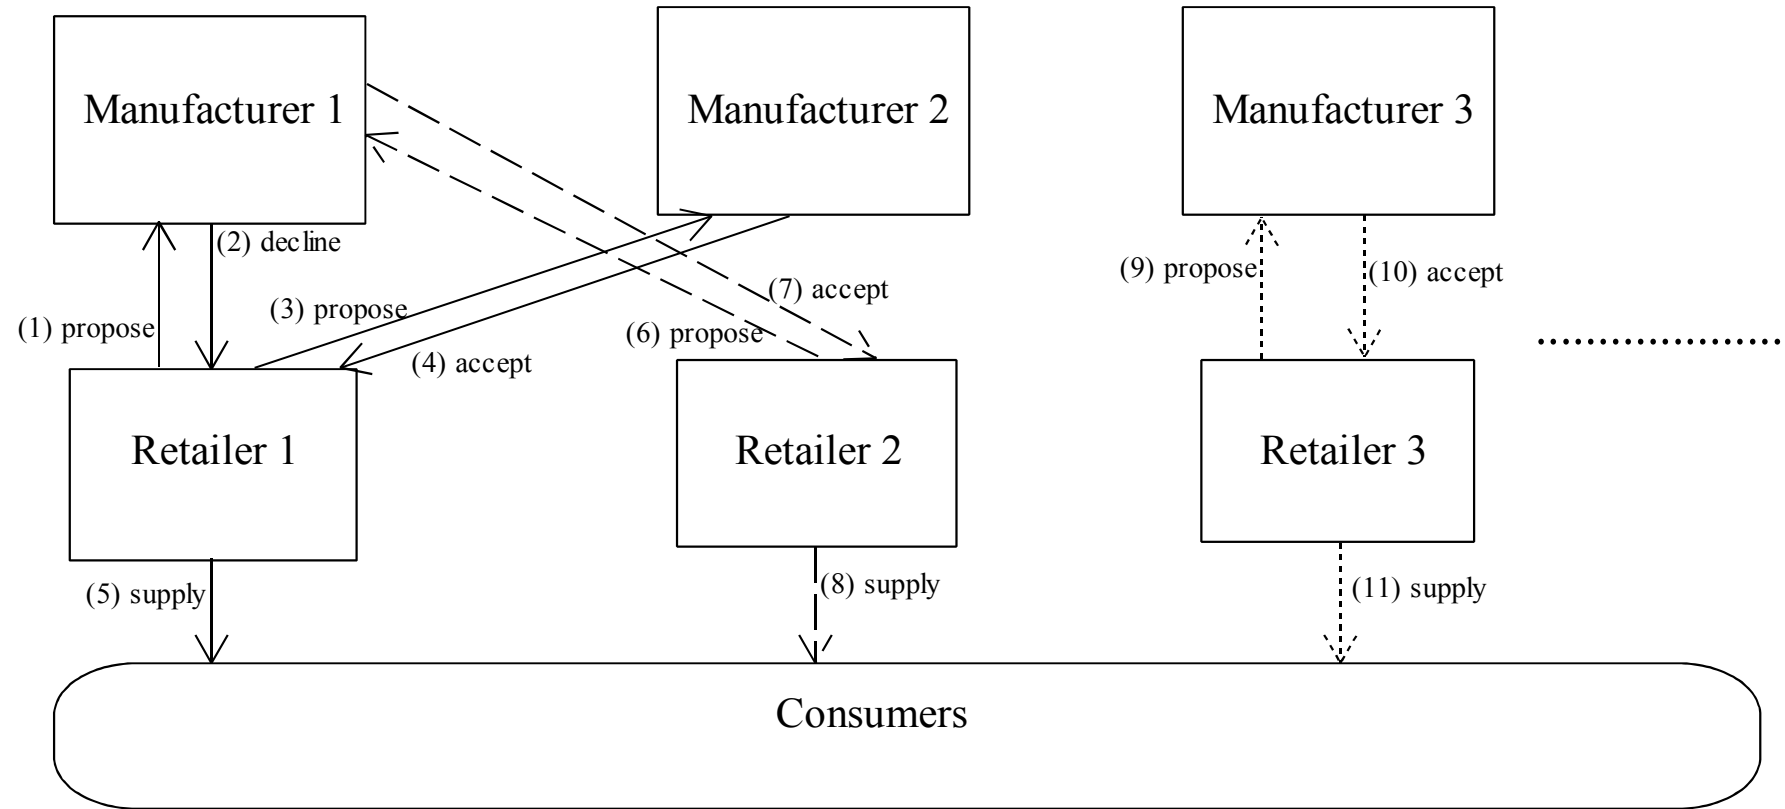 Manufacturer 1
Manufacturer 2
Manufacturer 3
(2) decline
(9) propose
(10) accept
(7) accept
(3) propose
(1) propose
(6) propose
(4) accept
Retailer 1
Retailer 2
Retailer 3
(5) supply
(8) supply
(11) supply
Consumers